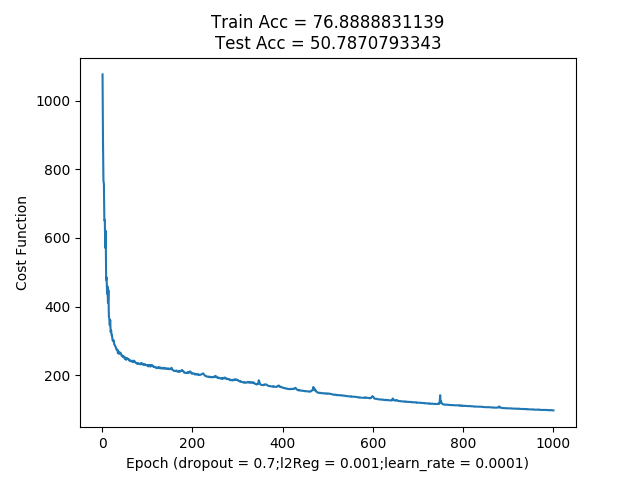 Train Acc = 76.8888831139
Test Acc = 50.7870793343
1000
800
600
400
200
Cost Function
0 200 400 600 800 1000
Epoch (dropout = 0.7;l2Reg = 0.001;learn_rate = 0.0001)